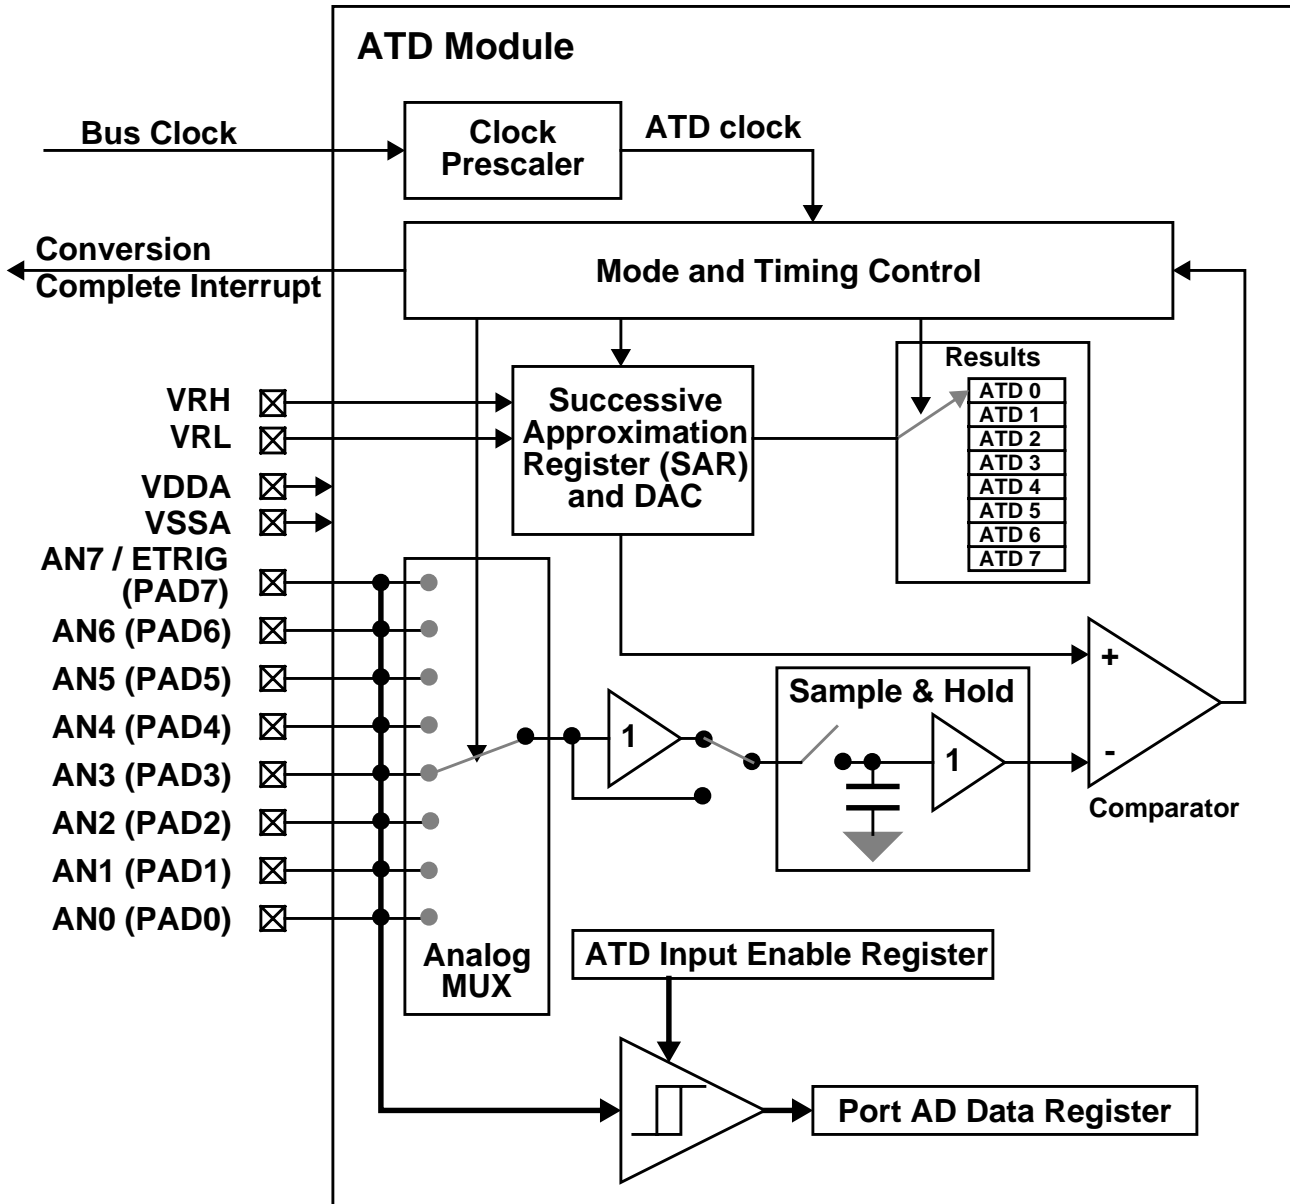 ATD Module
Bus Clock
Clock
Prescaler
ATD clock
Conversion
Complete Interrupt
Mode and Timing Control
Results
ATD 0
ATD 1
ATD 2
ATD 3
ATD 4
ATD 5
ATD 6
ATD 7
VRH
VRL
VDDA
VSSA
Successive
Approximation
Register (SAR)
and DAC
AN7 / ETRIG
(PAD7)
AN6 (PAD6)
AN5 (PAD5)
AN4 (PAD4)
AN3 (PAD3)
AN2 (PAD2)
AN1 (PAD1)
AN0 (PAD0)
Analog
MUX
1
Sample & Hold
1
+
-
Comparator
ATD Input Enable Register
Port AD Data Register